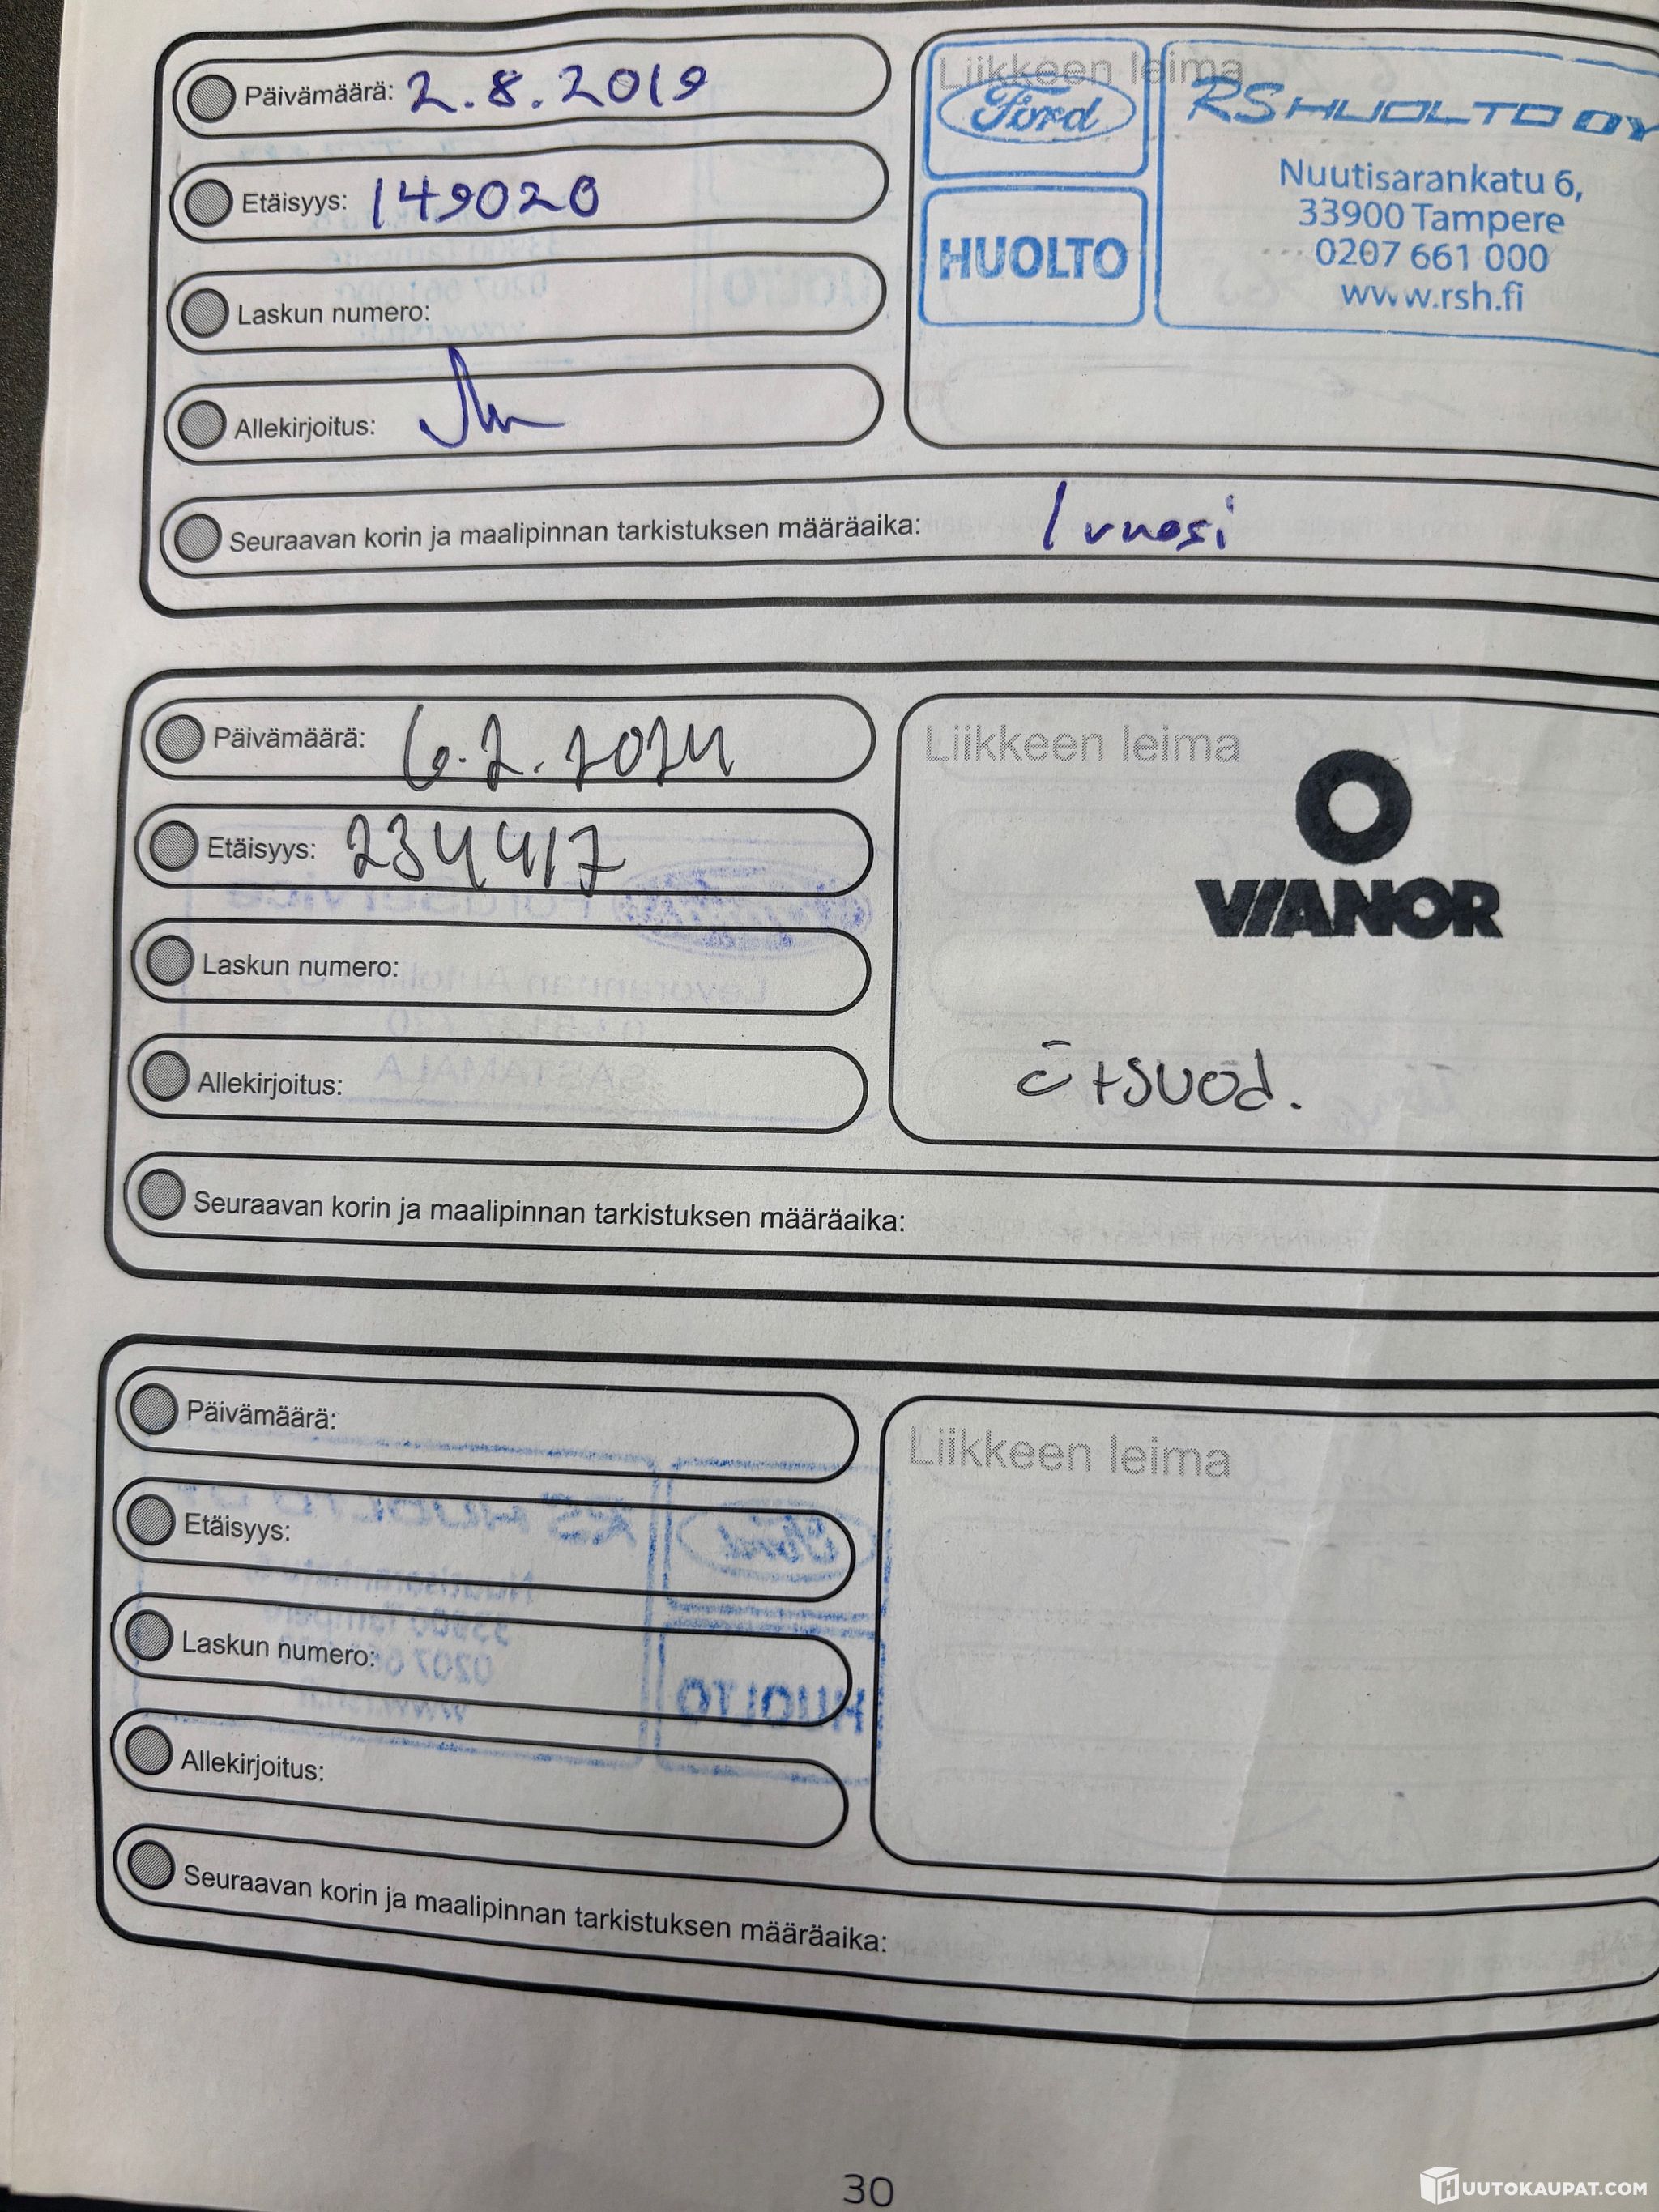 Päivämäärä: 2.8.2019
Liikkeen leima
Ford
RS HUOLTO OY
Etäisyys: 149020
HUOLTO
Nuutisarankatu 6,
33900 Tampere
0207 661 000
www.rsh.fi
Laskun numero:
Allekirjoitus:
Seuraavan korin ja maalipinnan tarkistuksen määräaika: 1 vuosi
Päivämäärä: 6.2.2024
Liikkeen leima
VIANOR
Etäisyys: 234417
Laskun numero:
Allekirjoitus:
Seuraavan korin ja maalipinnan tarkistuksen määräaika:
Päivämäärä:
Liikkeen leima
Etäisyys:
Laskun numero:
Allekirjoitus:
Seuraavan korin ja maalipinnan tarkistuksen määräaika:
30
HUUTOKAUPAT.COM